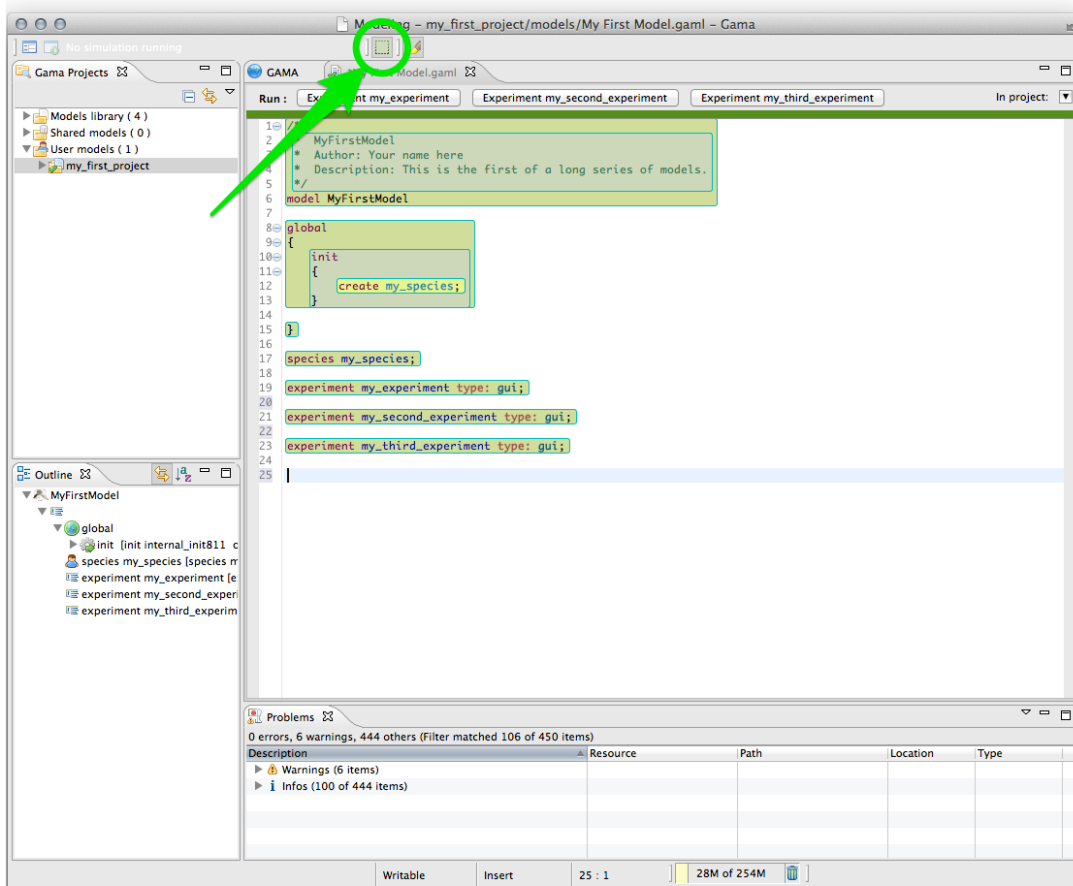 Modeling – my_first_project/models/My First Model.gaml – Gama
No simulation running
Gama Projects
Models library ( 4 )
Shared models ( 0 )
User models ( 1 )
my_first_project
GAMA
Model.gaml
Run :
Experiment my_experiment
Experiment my_second_experiment
Experiment my_third_experiment
In project:
1 /*
2 * MyFirstModel
3 * Author: Your name here
4 * Description: This is the first of a long series of models.
5 */
6 model MyFirstModel
7
8 global
9 {
10 init
11 {
12 create my_species;
13 }
14
15 }
16
17 species my_species;
18
19 experiment my_experiment type: gui;
20
21 experiment my_second_experiment type: gui;
22
23 experiment my_third_experiment type: gui;
24
25
Outline
MyFirstModel
global
init [init internal_init811 c
species my_species [species m
experiment my_experiment [e
experiment my_second_experi
experiment my_third_experim
Problems
0 errors, 6 warnings, 444 others (Filter matched 106 of 450 items)
Description Resource Path Location Type
Warnings (6 items)
Infos (100 of 444 items)
Writable Insert 25 : 1 28M of 254M